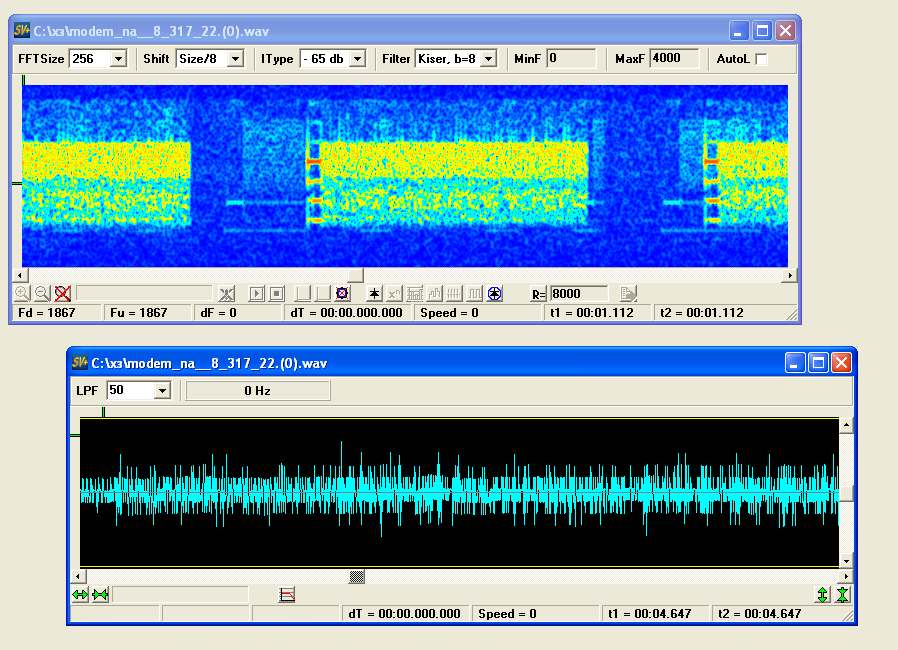 SV+ C:\хэ\modem_na__8_317_22.(0).wav
FFTSize 256 Shift Size/8 IType - 65 db Filter Kiser, b=8 MinF 0 MaxF 4000 AutoL
R= 8000
Fd = 1867 Fu = 1867 dF = 0 dT = 00:00.000.000 Speed = 0 t1 = 00:01.112 t2 = 00:01.112
SV+ C:\хэ\modem_na__8_317_22.(0).wav
LPF 50 0 Hz
dT = 00:00.000.000 Speed = 0 t1 = 00:04.647 t2 = 00:04.647